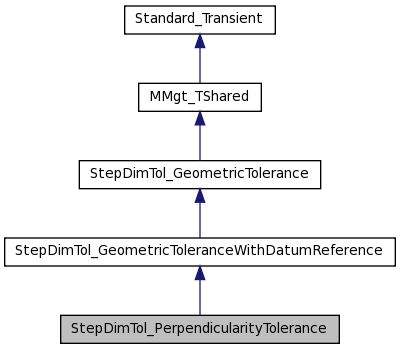 Standard_Transient
MMgt_TShared
StepDimTol_GeometricTolerance
StepDimTol_GeometricToleranceWithDatumReference
StepDimTol_PerpendicularityTolerance